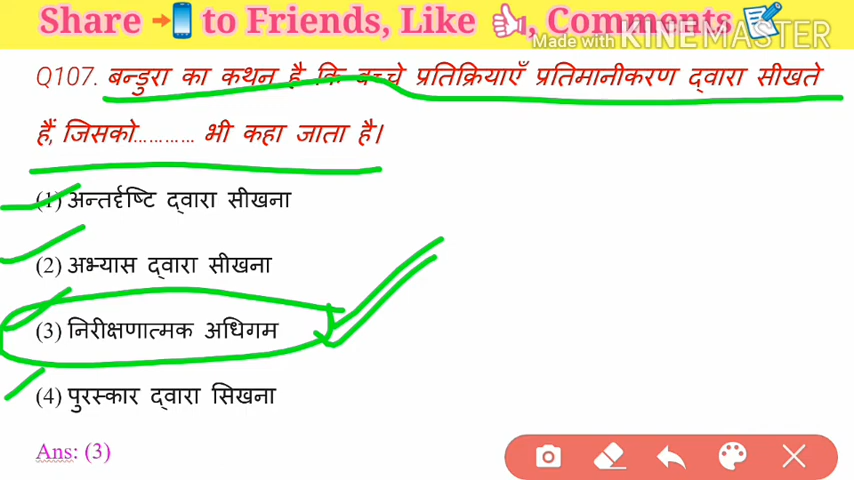 Share to Friends, Like , Comments
Made with KINEMASTER
Q107. बन्डुरा का कथन है कि बच्चे प्रतिक्रियाएँ प्रतिमानीकरण द्वारा सीखते
हैं, जिसको........... भी कहा जाता है।
(1) अन्तर्दृष्टि द्वारा सीखना
(2) अभ्यास द्वारा सीखना
(3) निरीक्षणात्मक अधिगम
(4) पुरस्कार द्वारा सिखना
Ans: (3)